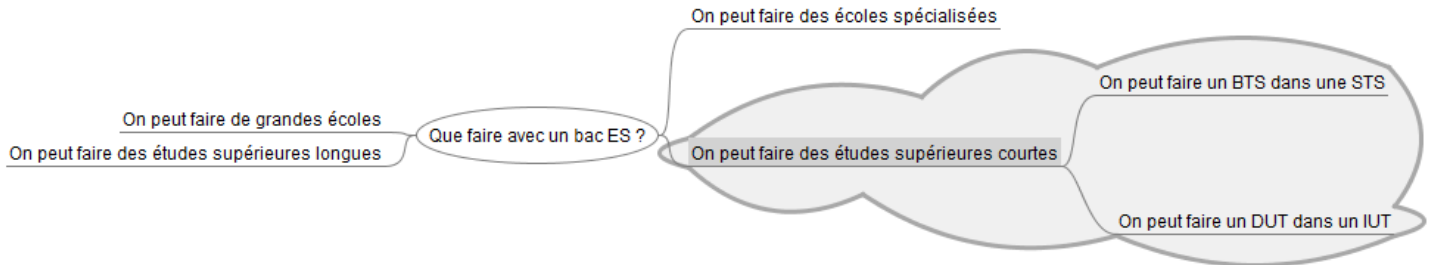 On peut faire des écoles spécialisées
On peut faire un BTS dans une STS
On peut faire de grandes écoles
Que faire avec un bac ES ?
On peut faire des études supérieures longues
On peut faire des études supérieures courtes
On peut faire un DUT dans un IUT